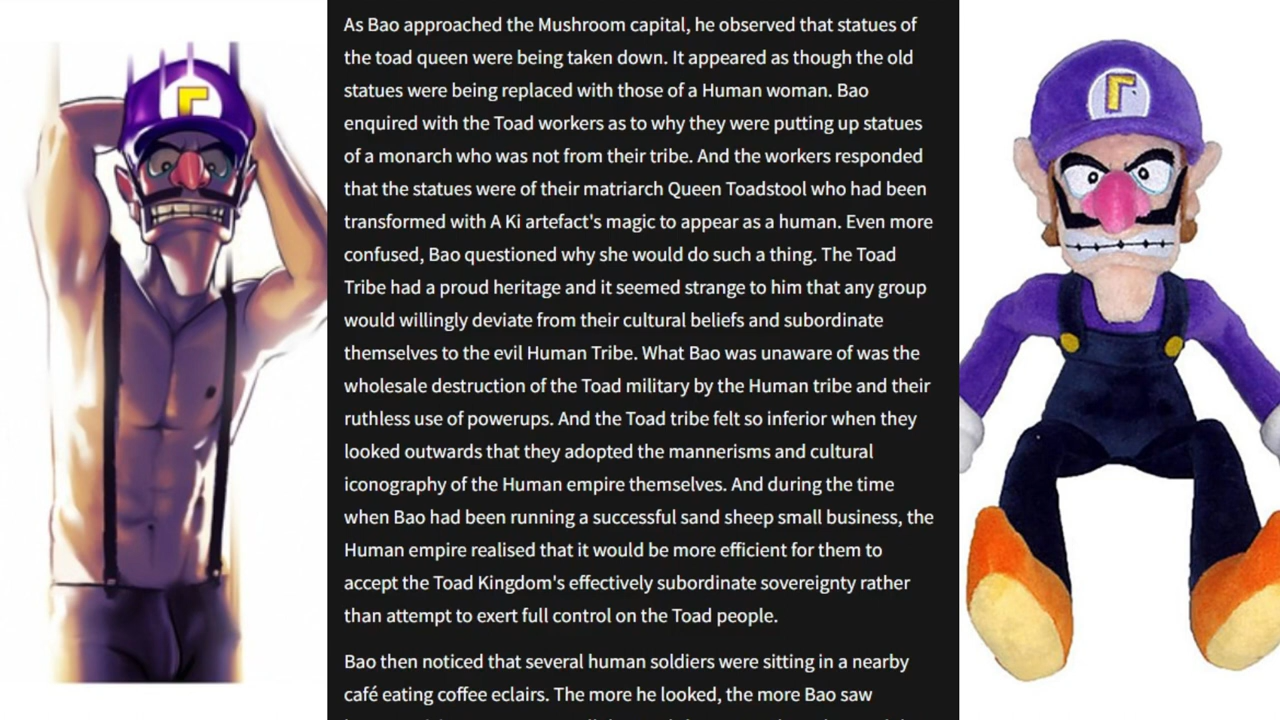 As Bao approached the Mushroom capital, he observed that statues of
the toad queen were being taken down. It appeared as though the old
statues were being replaced with those of a Human woman. Bao
enquired with the Toad workers as to why they were putting up statues
of a monarch who was not from their tribe. And the workers responded
that the statues were of their matriarch Queen Toadstool who had been
transformed with A Ki artefact's magic to appear as a human. Even more
confused, Bao questioned why she would do such a thing. The Toad
Tribe had a proud heritage and it seemed strange to him that any group
would willingly deviate from their cultural beliefs and subordinate
themselves to the evil Human Tribe. What Bao was unaware of was the
wholesale destruction of the Toad military by the Human tribe and their
ruthless use of powerups. And the Toad tribe felt so inferior when they
looked outwards that they adopted the mannerisms and cultural
iconography of the Human empire themselves. And during the time
when Bao had been running a successful sand sheep small business, the
Human empire realised that it would be more efficient for them to
accept the Toad Kingdom's effectively subordinate sovereignty rather
than attempt to exert full control on the Toad people.
Bao then noticed that several human soldiers were sitting in a nearby
café eating coffee eclairs. The more he looked, the more Bao saw